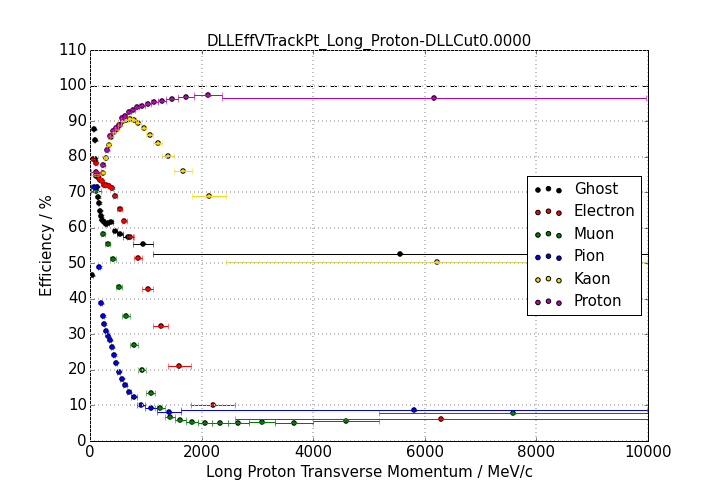 DLLEffVTrackPt_Long_Proton-DLLCut0.0000
110
100
90
80
70
60
50
40
30
20
10
0
Efficiency / %
Ghost
Electron
Muon
Pion
Kaon
Proton
0 2000 4000 6000 8000 10000
Long Proton Transverse Momentum / MeV/c